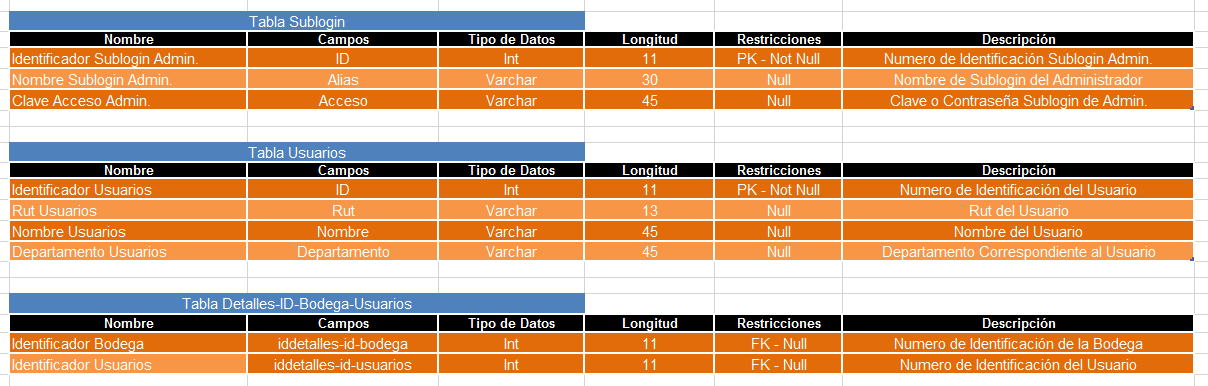 Tabla Sublogin
Nombre Campos Tipo de Datos Longitud Restricciones Descripción
Identificador Sublogin Admin. ID Int 11 PK - Not Null Numero de Identificación Sublogin Admin.
Nombre Sublogin Admin. Alias Varchar 30 Null Nombre de Sublogin del Administrador
Clave Acceso Admin. Acceso Varchar 45 Null Clave o Contraseña Sublogin de Admin.
Tabla Usuarios
Nombre Campos Tipo de Datos Longitud Restricciones Descripción
Identificador Usuarios ID Int 11 PK - Not Null Numero de Identificación del Usuario
Rut Usuarios Rut Varchar 13 Null Rut del Usuario
Nombre Usuarios Nombre Varchar 45 Null Nombre del Usuario
Departamento Usuarios Departamento Varchar 45 Null Departamento Correspondiente al Usuario
Tabla Detalles-ID-Bodega-Usuarios
Nombre Campos Tipo de Datos Longitud Restricciones Descripción
Identificador Bodega iddetalles-id-bodega Int 11 FK - Null Numero de Identificación de la Bodega
Identificador Usuarios iddetalles-id-usuarios Int 11 FK - Null Numero de Identificación del Usuario